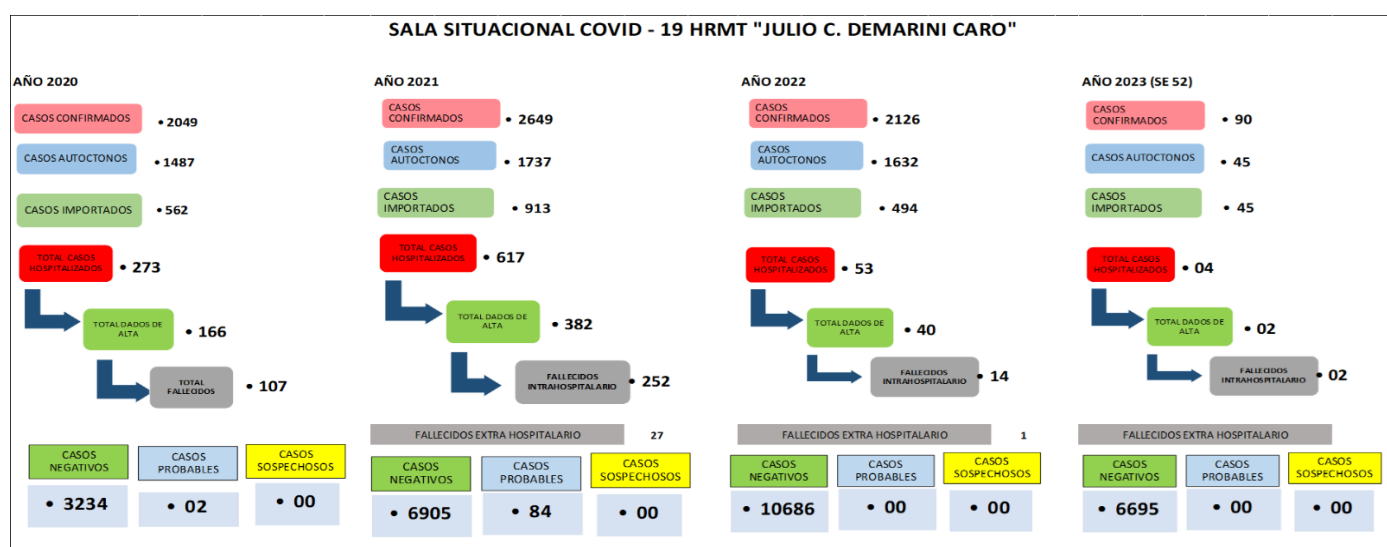 SALA SITUACIONAL COVID - 19 HRMT "JULIO C. DEMARINI CARO"
AÑO 2020
CASOS CONFIRMADOS
• 2049
CASOS AUTOCTONOS
• 1487
CASOS IMPORTADOS
• 562
TOTAL CASOS
HOSPITALIZADOS
• 273
TOTAL DADOS DE
ALTA
• 166
TOTAL
FALLECIDOS
• 107
CASOS
NEGATIVOS
CASOS
PROBABLES
CASOS
SOSPECHOSOS
• 3234
• 02
• 00
AÑO 2021
CASOS
CONFIRMADOS
• 2649
CASOS
AUTOCTONOS
• 1737
CASOS
IMPORTADOS
• 913
TOTAL CASOS
HOSPITALIZADOS
• 617
TOTAL DADOS DE
ALTA
• 382
FALLECIDOS
INTRAHOSPITALARIO
• 252
FALLECIDOS EXTRA HOSPITALARIO 27
CASOS
NEGATIVOS
CASOS
PROBABLES
CASOS
SOSPECHOSOS
• 6905
• 84
• 00
AÑO 2022
CASOS
CONFIRMADOS
• 2126
CASOS
AUTOCTONOS
• 1632
CASOS
IMPORTADOS
• 494
TOTAL CASOS
HOSPITALIZADOS
• 53
TOTAL DADOS DE
ALTA
• 40
FALLECIDOS
INTRAHOSPITALARIO
• 14
FALLECIDOS EXTRA HOSPITALARIO 1
CASOS
NEGATIVOS
CASOS
PROBABLES
CASOS
SOSPECHOSOS
• 10686
• 00
• 00
AÑO 2023 (SE 52)
CASOS
CONFIRMADOS
• 90
CASOS AUTOCTONOS
• 45
CASOS
IMPORTADOS
• 45
TOTAL CASOS
HOSPITALIZADOS
• 04
TOTAL DADOS DE
ALTA
• 02
FALLECIDOS
INTRAHOSPITALARIO
• 02
FALLECIDOS EXTRA HOSPITALARIO
CASOS
NEGATIVOS
CASOS
PROBABLES
CASOS
SOSPECHOSOS
• 6695
• 00
• 00